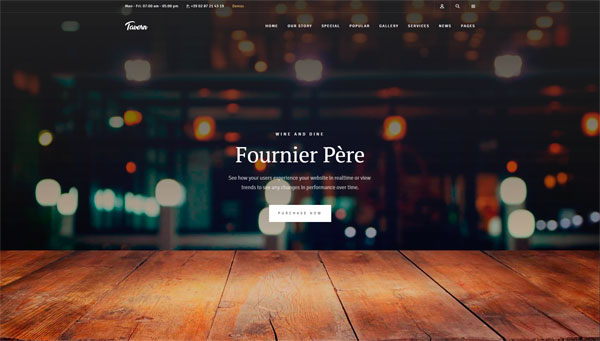 Mon - Fri: 07:00 am - 05:00 pm
+39 02 87 21 43 19
Tavern
HOME OUR STORY SPECIAL POPULAR GALLERY SERVICES NEWS PAGES
WINE AND DINE
Fournier Père
See how your users experience your website in realtime or view
trends to see any changes in performance over time.
PURCHASE NOW